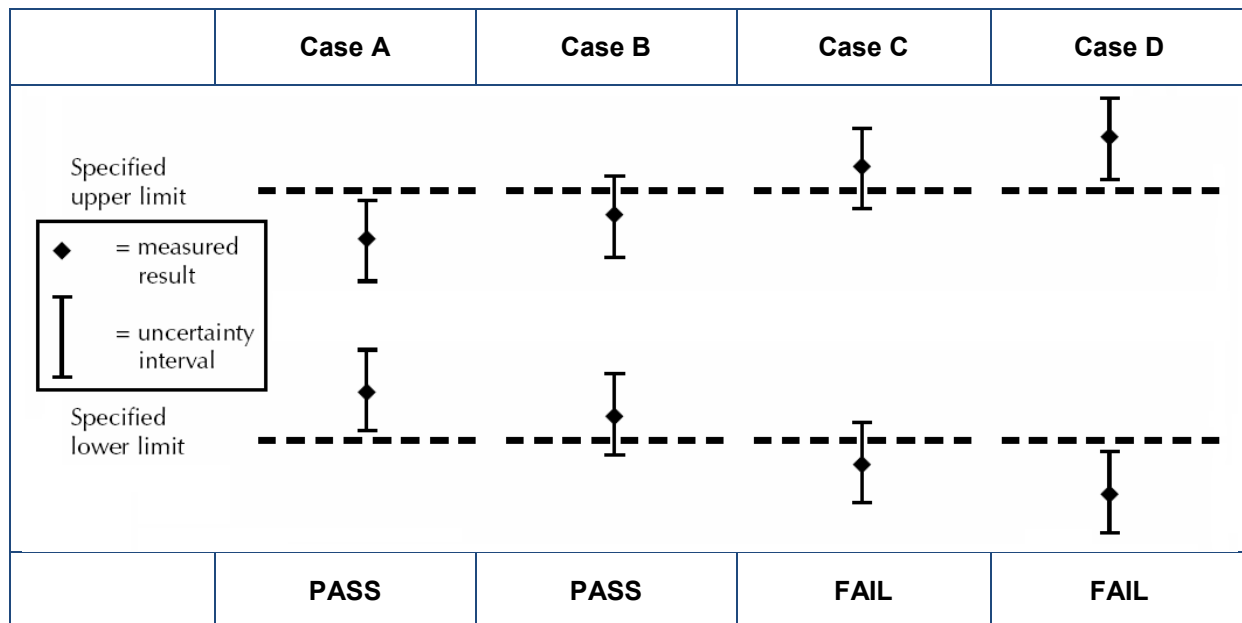 Case A Case B Case C Case D
Specified
upper limit
= measured
result
= uncertainty
interval
Specified
lower limit
PASS PASS FAIL FAIL